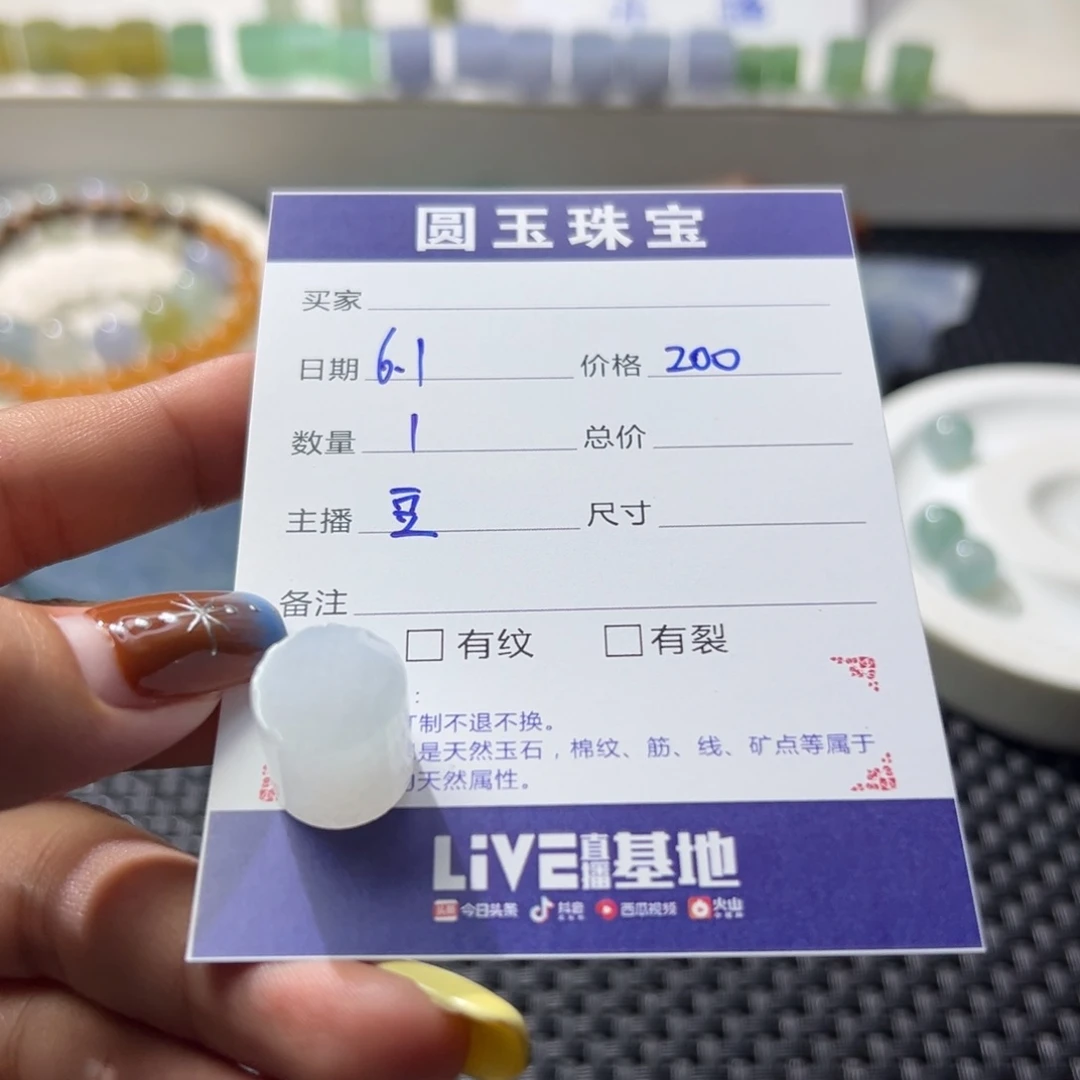 圆玉珠宝
买家
日期 6.1 价格 200
数量 1 总价
主播 豆 尺寸
备注
□ 有纹 □ 有裂
:
制不退不换。
是天然玉石，棉纹、筋、线、矿点等属于
天然属性。
LiVE直播基地
今日头条 抖音 西瓜视频 火山